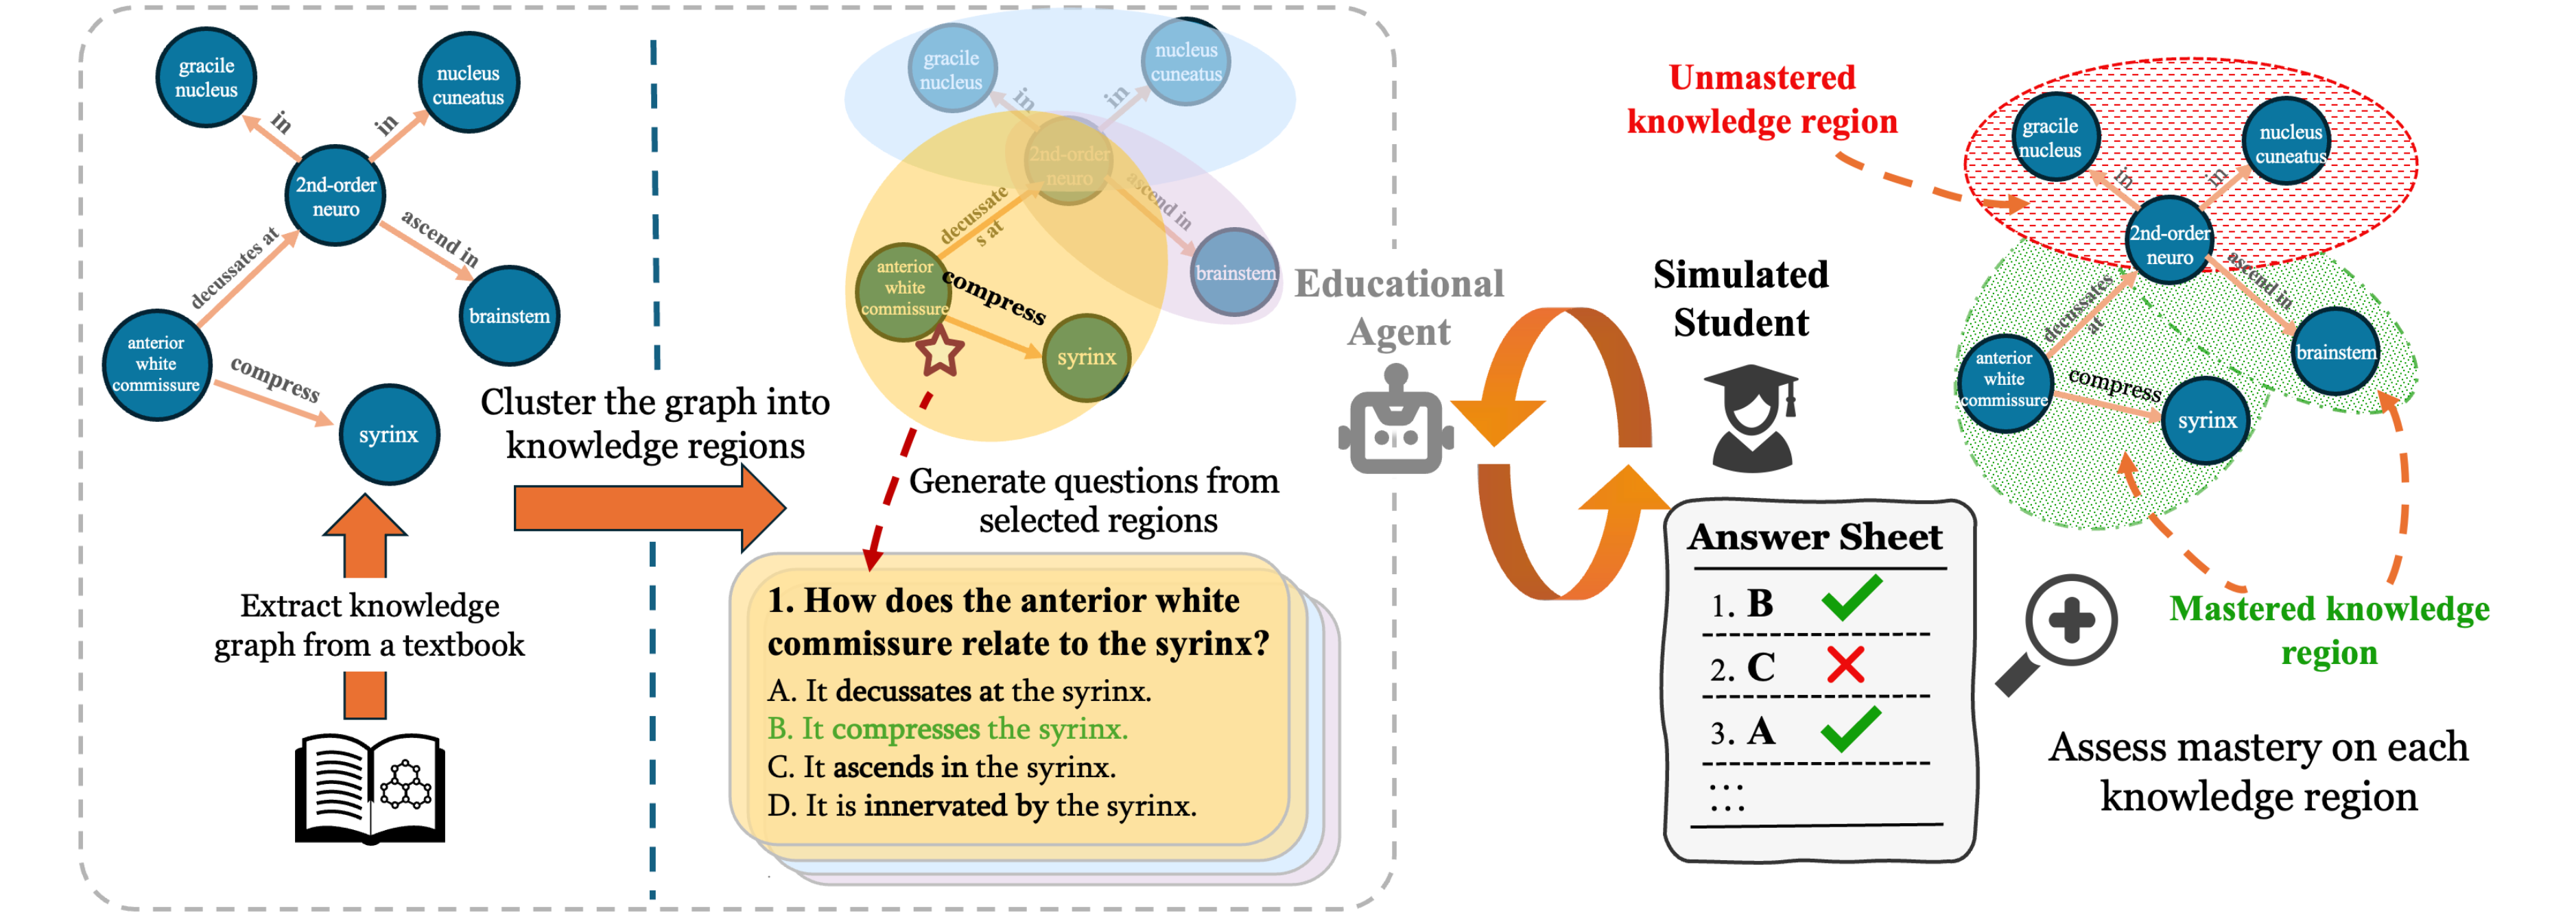 gracile
nucleus
nucleus
cuneatus
in
in
2nd-order
neuro
decussates at
ascend in
anterior
white
commissure
brainstem
compress
syrinx
Extract knowledge
graph from a textbook
Cluster the graph into
knowledge regions
gracile
nucleus
nucleus
cuneatus
in
in
2nd-order
neuro
decussate
s at
ascend in
anterior
white
commissure
brainstem
compress
syrinx
Generate questions from
selected regions
1. How does the anterior white
commissure relate to the syrinx?
A. It decussates at the syrinx.
B. It compresses the syrinx.
C. It ascends in the syrinx.
D. It is innervated by the syrinx.
Educational
Agent
Simulated
Student
Answer Sheet
1. B
2. C
3. A
Unmastered
knowledge region
gracile
nucleus
nucleus
cuneatus
in
in
2nd-order
neuro
decussates
at
ascend in
anterior
white
commissure
brainstem
compress
syrinx
Mastered knowledge
region
Assess mastery on each
knowledge region